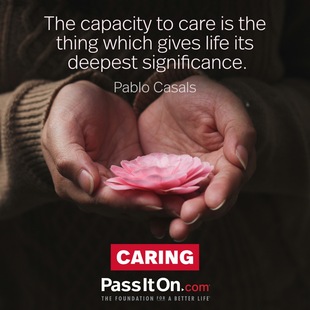 The capacity to care is the
thing which gives life its
deepest significance.
Pablo Casals
CARING
PassItOn.com®
THE FOUNDATION FOR A BETTER LIFE®